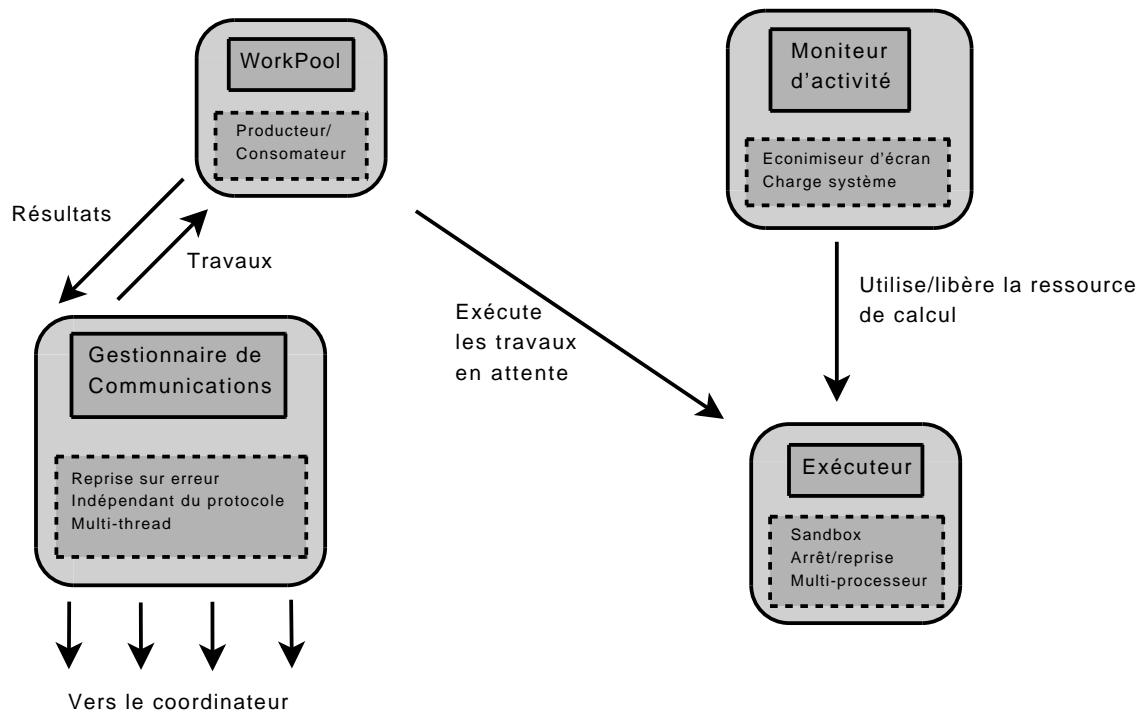 WorkPool
Producteur/
Consomateur
Moniteur
d'activité
Econimiseur d'écran
Charge système
Résultats
Travaux
Utilise/libère la ressource
de calcul
Exécute
les travaux
en attente
Gestionnaire de
Communications
Reprise sur erreur
Indépendant du protocole
Multi-thread
Exécuteur
Sandbox
Arrêt/reprise
Multi-processeur
Vers le coordinateur